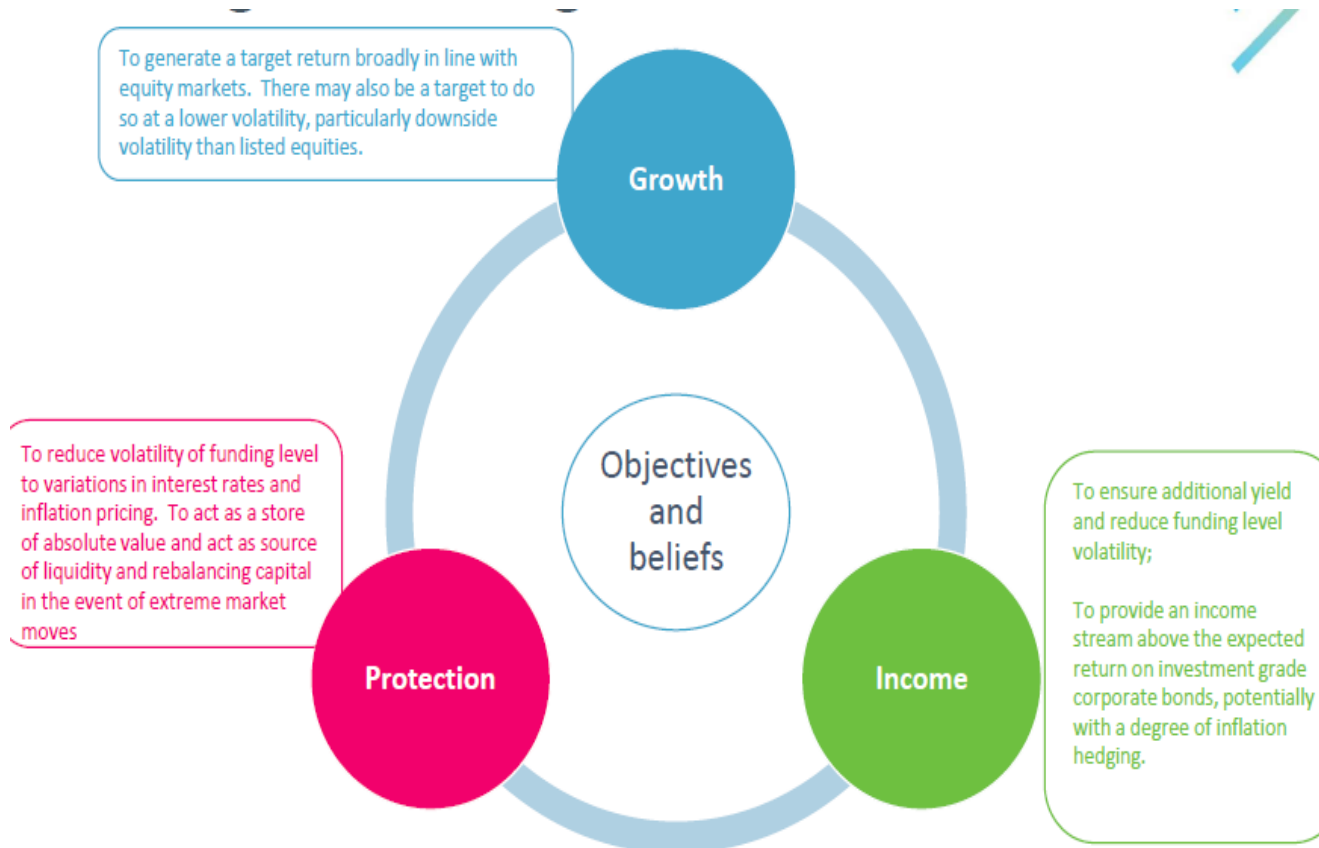 To generate a target return broadly in line with
equity markets.  There may also be a target to do
so at a lower volatility, particularly downside
volatility than listed equities.
Growth
Objectives
and
beliefs
To reduce volatility of funding level
to variations in interest rates and
inflation pricing.  To act as a store
of absolute value and act as source
of liquidity and rebalancing capital
in the event of extreme market
moves
Protection
Income
To ensure additional yield
and reduce funding level
volatility;
To provide an income
stream above the expected
return on investment grade
corporate bonds, potentially
with a degree of inflation
hedging.